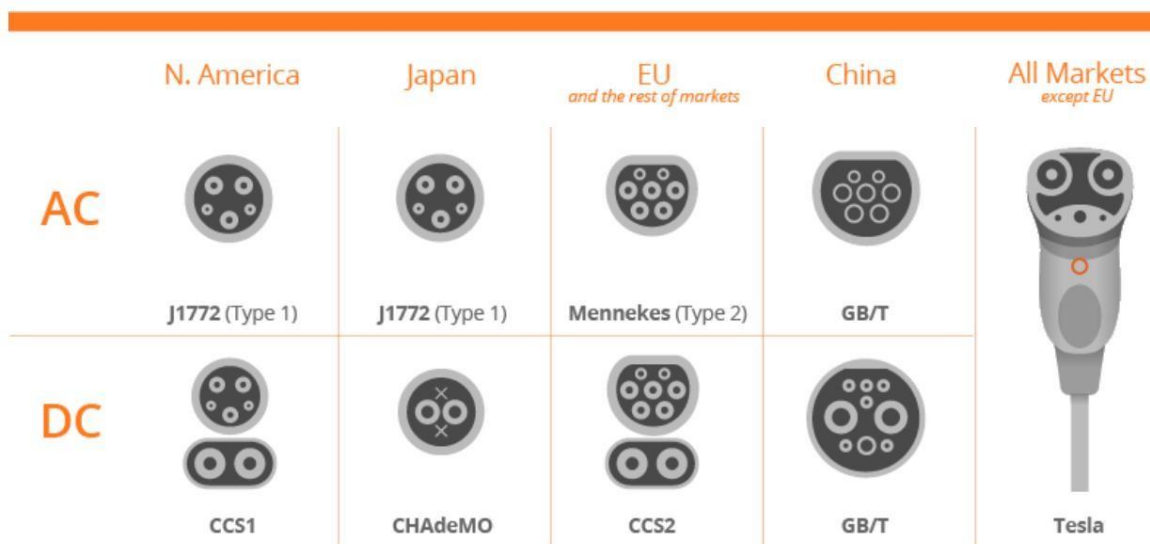 N. America
Japan
EU
and the rest of markets
China
All Markets
except EU
AC
J1772 (Type 1)
J1772 (Type 1)
Mennekes (Type 2)
GB/T
DC
CCS1
CHAdeMO
CCS2
GB/T
Tesla